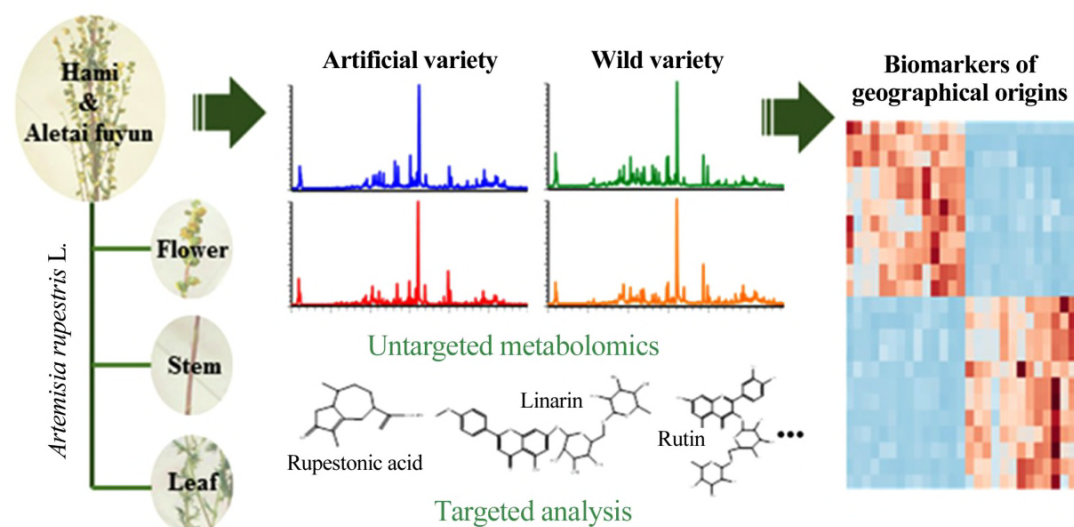 Hami
&
Aletai fuyun
Artemisia rupestris L.
Flower
Stem
Leaf
Artificial variety
Wild variety
Untargeted metabolomics
Rupestonic acid
Linarin
Rutin
•••
Targeted analysis
Biomarkers of
geographical origins